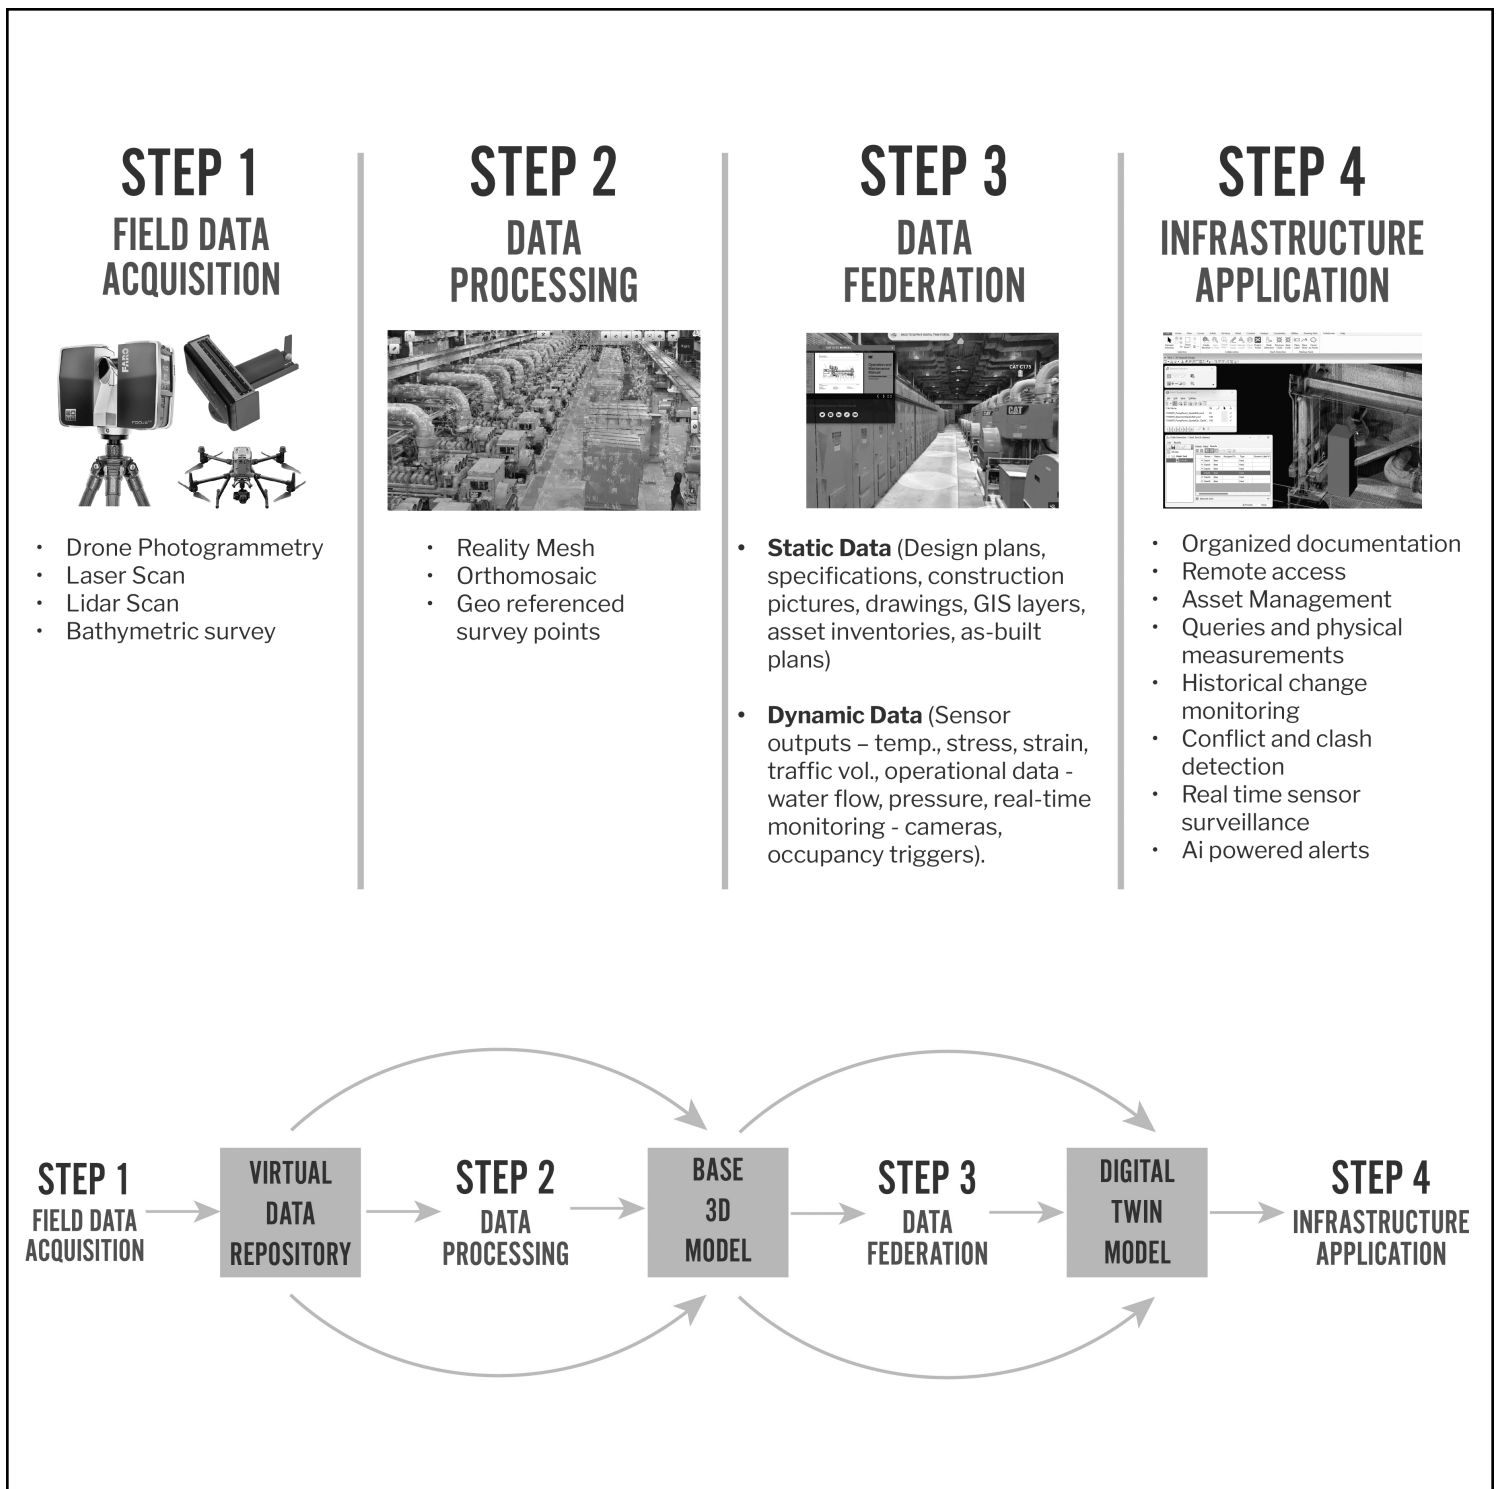 STEP 1
FIELD DATA
ACQUISITION
FARO
FOCUS
• Drone Photogrammetry
• Laser Scan
• Lidar Scan
• Bathymetric survey
STEP 2
DATA
PROCESSING
• Reality Mesh
• Orthomosaic
• Geo referenced
survey points
STEP 3
DATA
FEDERATION
CAT C175
CAT
• Static Data (Design plans,
specifications, construction
pictures, drawings, GIS layers,
asset inventories, as-built
plans)
• Dynamic Data (Sensor
outputs – temp., stress, strain,
traffic vol., operational data -
water flow, pressure, real-time
monitoring - cameras,
occupancy triggers).
STEP 4
INFRASTRUCTURE
APPLICATION
• Organized documentation
• Remote access
• Asset Management
• Queries and physical
measurements
• Historical change
monitoring
• Conflict and clash
detection
• Real time sensor
surveillance
• Ai powered alerts
STEP 1
FIELD DATA
ACQUISITION
VIRTUAL
DATA
REPOSITORY
STEP 2
DATA
PROCESSING
BASE
3D
MODEL
STEP 3
DATA
FEDERATION
DIGITAL
TWIN
MODEL
STEP 4
INFRASTRUCTURE
APPLICATION